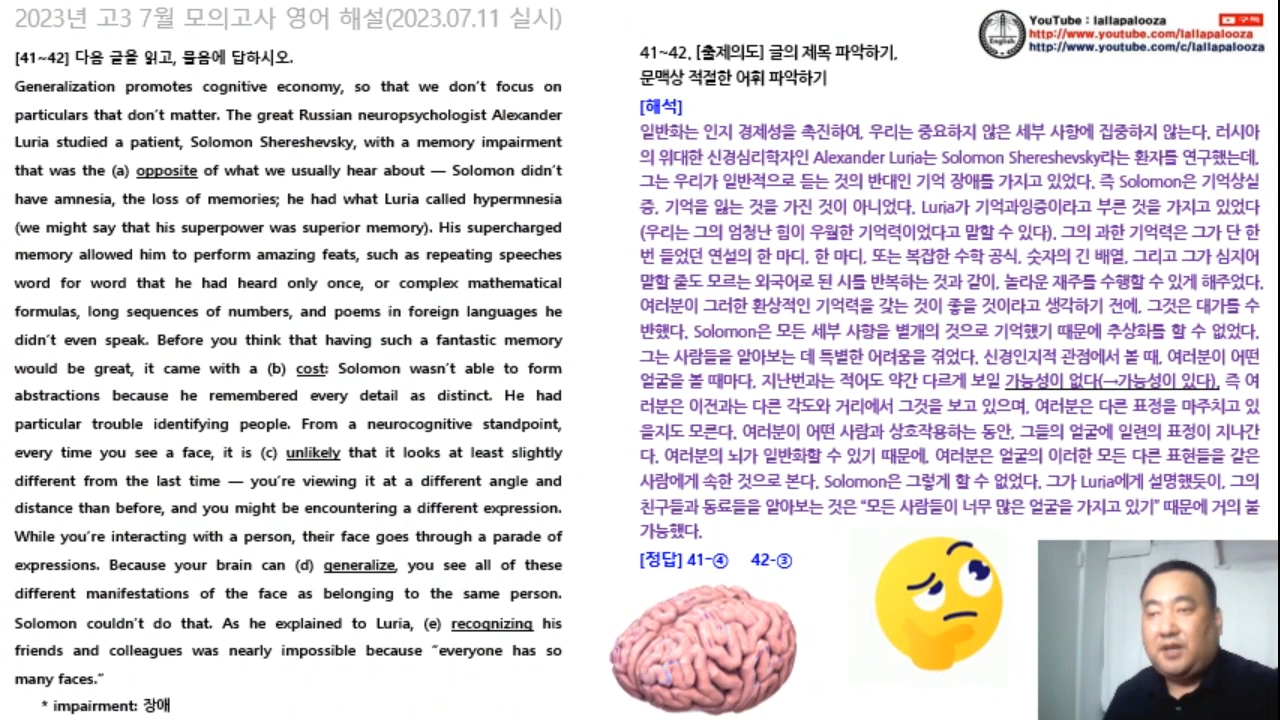 2023년 고3 7월 모의고사 영어 해설(2023.07.11 실시)
[41~42] 다음 글을 읽고, 물음에 답하시오.
Generalization promotes cognitive economy, so that we don't focus on
particulars that don't matter. The great Russian neuropsychologist Alexander
Luria studied a patient, Solomon Shereshevsky, with a memory impairment
that was the (a) opposite of what we usually hear about — Solomon didn't
have amnesia, the loss of memories; he had what Luria called hypermnesia
(we might say that his superpower was superior memory). His supercharged
memory allowed him to perform amazing feats, such as repeating speeches
word for word that he had heard only once, or complex mathematical
formulas, long sequences of numbers, and poems in foreign languages he
didn't even speak. Before you think that having such a fantastic memory
would be great, it came with a (b) cost: Solomon wasn't able to form
abstractions because he remembered every detail as distinct. He had
particular trouble identifying people. From a neurocognitive standpoint,
every time you see a face, it is (c) unlikely that it looks at least slightly
different from the last time — you're viewing it at a different angle and
distance than before, and you might be encountering a different expression.
While you're interacting with a person, their face goes through a parade of
expressions. Because your brain can (d) generalize, you see all of these
different manifestations of the face as belonging to the same person.
Solomon couldn't do that. As he explained to Luria, (e) recognizing his
friends and colleagues was nearly impossible because "everyone has so
many faces."
* impairment: 장애
YouTube : lallapalooza
구독
http://www.youtube.com/lallapalooza
http://www.youtube.com/c/lallapalooza
English
41~42. [출제의도] 글의 제목 파악하기,
문맥상 적절한 어휘 파악하기
[해석]
일반화는 인지 경제성을 촉진하여, 우리는 중요하지 않은 세부 사항에 집중하지 않는다. 러시아
의 위대한 신경심리학자인 Alexander Luria는 Solomon Shereshevsky라는 환자를 연구했는데,
그는 우리가 일반적으로 듣는 것의 반대인 기억 장애를 가지고 있었다. 즉 Solomon은 기억상실
증, 기억을 잃는 것을 가진 것이 아니었다. Luria가 기억과잉증이라고 부른 것을 가지고 있었다
(우리는 그의 엄청난 힘이 우월한 기억력이었다고 말할 수 있다). 그의 과한 기억력은 그가 단 한
번 들었던 연설의 한 마디, 한 마디, 또는 복잡한 수학 공식, 숫자의 긴 배열, 그리고 그가 심지어
말할 줄도 모르는 외국어로 된 시를 반복하는 것과 같이, 놀라운 재주를 수행할 수 있게 해주었다.
여러분이 그러한 환상적인 기억력을 갖는 것이 좋을 것이라고 생각하기 전에, 그것은 대가를 수
반했다. Solomon은 모든 세부 사항을 별개의 것으로 기억했기 때문에 추상화를 할 수 없었다.
그는 사람들을 알아보는 데 특별한 어려움을 겪었다. 신경인지적 관점에서 볼 때, 여러분이 어떤
얼굴을 볼 때마다, 지난번과는 적어도 약간 다르게 보일 가능성이 없다(→가능성이 있다). 즉 여
러분은 이전과는 다른 각도와 거리에서 그것을 보고 있으며, 여러분은 다른 표정을 마주치고 있
을지도 모른다. 여러분이 어떤 사람과 상호작용하는 동안, 그들의 얼굴에 일련의 표정이 지나간
다. 여러분의 뇌가 일반화할 수 있기 때문에, 여러분은 얼굴의 이러한 모든 다른 표현들을 같은
사람에게 속한 것으로 본다. Solomon은 그렇게 할 수 없었다. 그가 Luria에게 설명했듯이, 그의
친구들과 동료들을 알아보는 것은 "모든 사람들이 너무 많은 얼굴을 가지고 있기" 때문에 거의 불
가능했다.
[정답] 41-④ 42-③